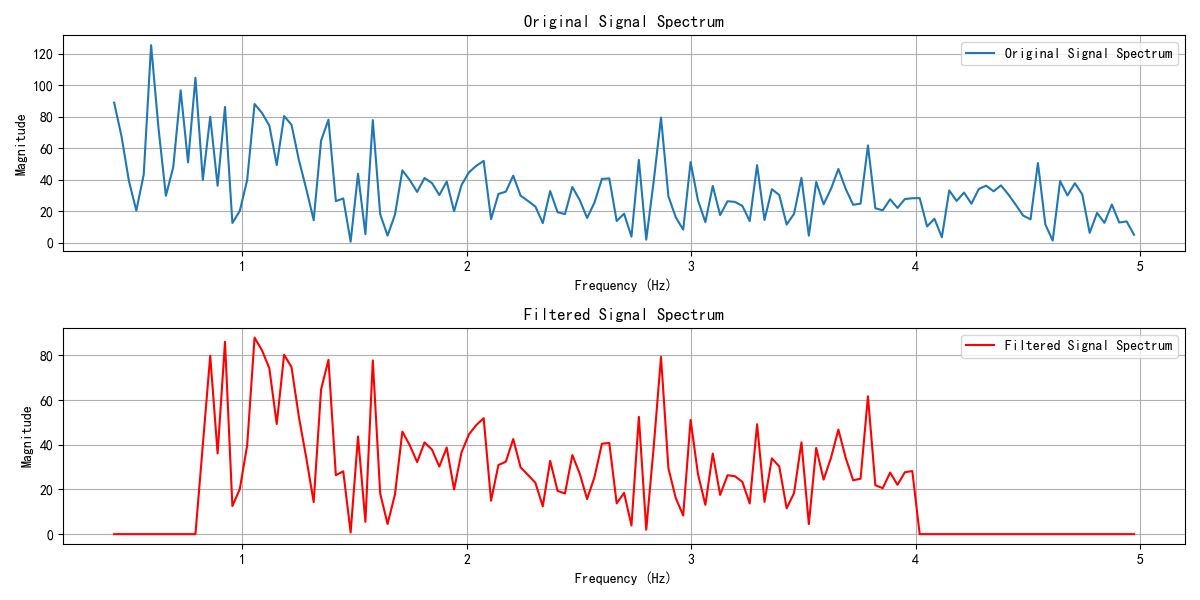 Original Signal Spectrum
Original Signal Spectrum
Magnitude
120
100
80
60
40
20
0
1
2
3
4
5
Frequency (Hz)
Filtered Signal Spectrum
Filtered Signal Spectrum
Magnitude
80
60
40
20
0
1
2
3
4
5
Frequency (Hz)